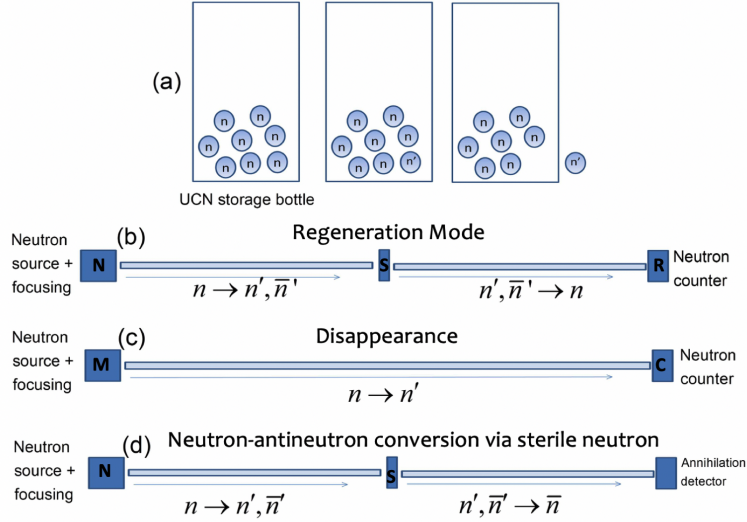 (a)
n n n n n n n n
n n n n n n n n'
n n n n n n n n'
UCN storage bottle
(b)
Regeneration Mode
Neutron
source +
focusing
N
S
R
Neutron
counter
n → n′, n̅ '
n′, n̅ ' → n
(c)
Disappearance
Neutron
source +
focusing
M
C
Neutron
counter
n → n′
(d)
Neutron-antineutron conversion via sterile neutron
Neutron
source +
focusing
N
S
Annihilation
detector
n → n′, n̅′
n′, n̅′ → n̅